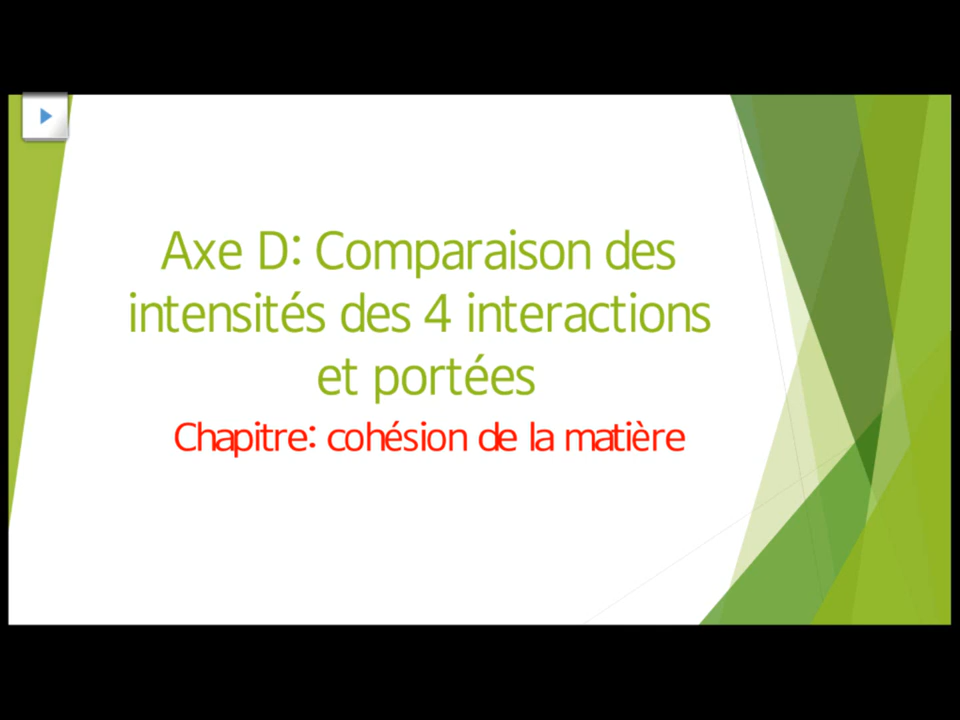 Axe D: Comparaison des
intensités des 4 interactions
et portées
Chapitre: cohésion de la matière